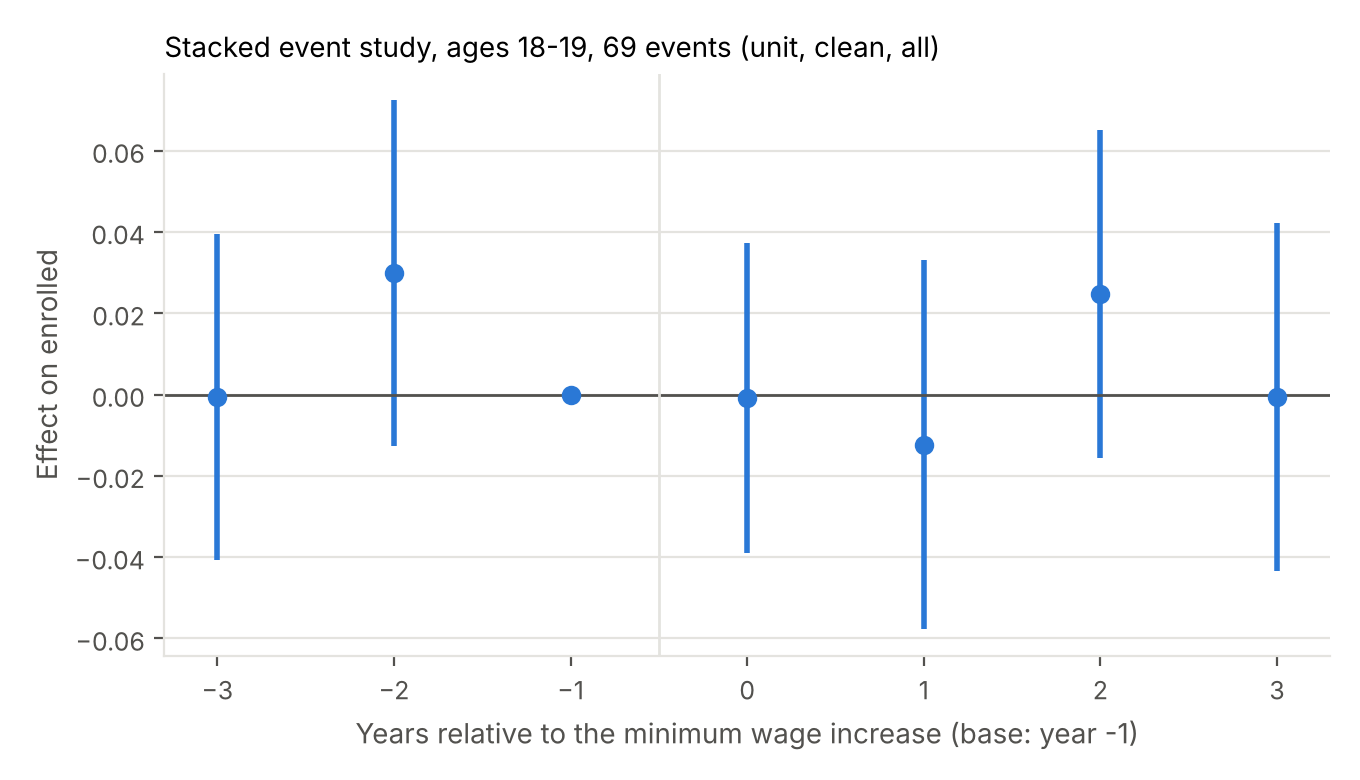 Stacked event study, ages 18-19, 69 events (unit, clean, all)
Effect on enrolled
0.06
0.04
0.02
0.00
−0.02
−0.04
−0.06
−3 −2 −1 0 1 2 3
Years relative to the minimum wage increase (base: year -1)